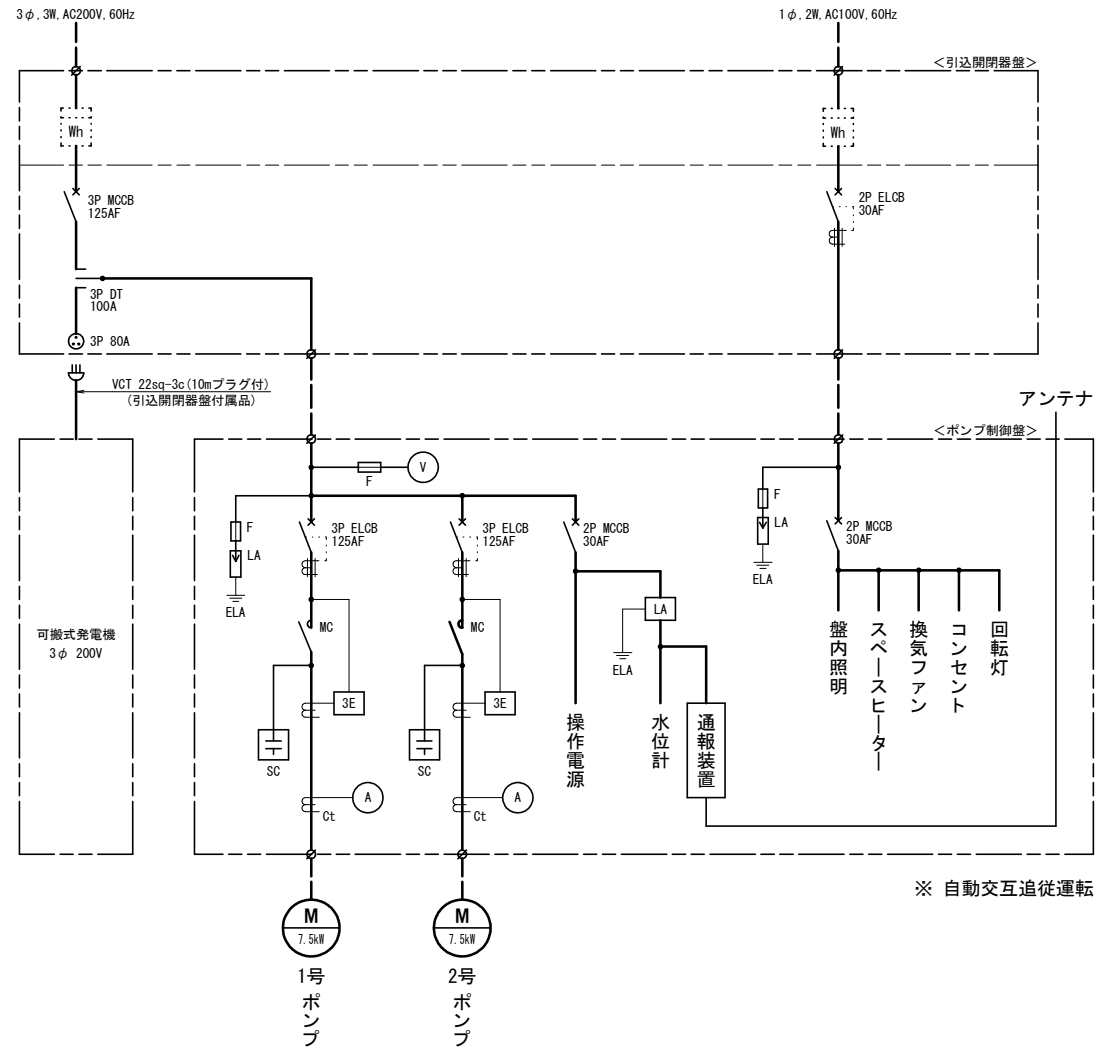 3φ, 3W, AC200V, 60Hz
1φ, 2W, AC100V, 60Hz
<引込開閉器盤>
Wh
Wh
3P MCCB
125AF
2P ELCB
30AF
3P DT
100A
3P 80A
VCT 22sq-3c(10mプラグ付)
(引込開閉器盤付属品)
アンテナ
<ポンプ制御盤>
V
F
F
LA
ELA
3P ELCB
125AF
3P ELCB
125AF
2P MCCB
30AF
F
LA
ELA
2P MCCB
30AF
可搬式発電機
3φ 200V
MC
MC
LA
ELA
3E
3E
SC
SC
操作電源
水位計
通報装置
盤内照明
スペースヒーター
換気ファン
コンセント
回転灯
A
Ct
A
Ct
※ 自動交互追従運転
M
7.5kW
M
7.5kW
1号
ポンプ
2号
ポンプ